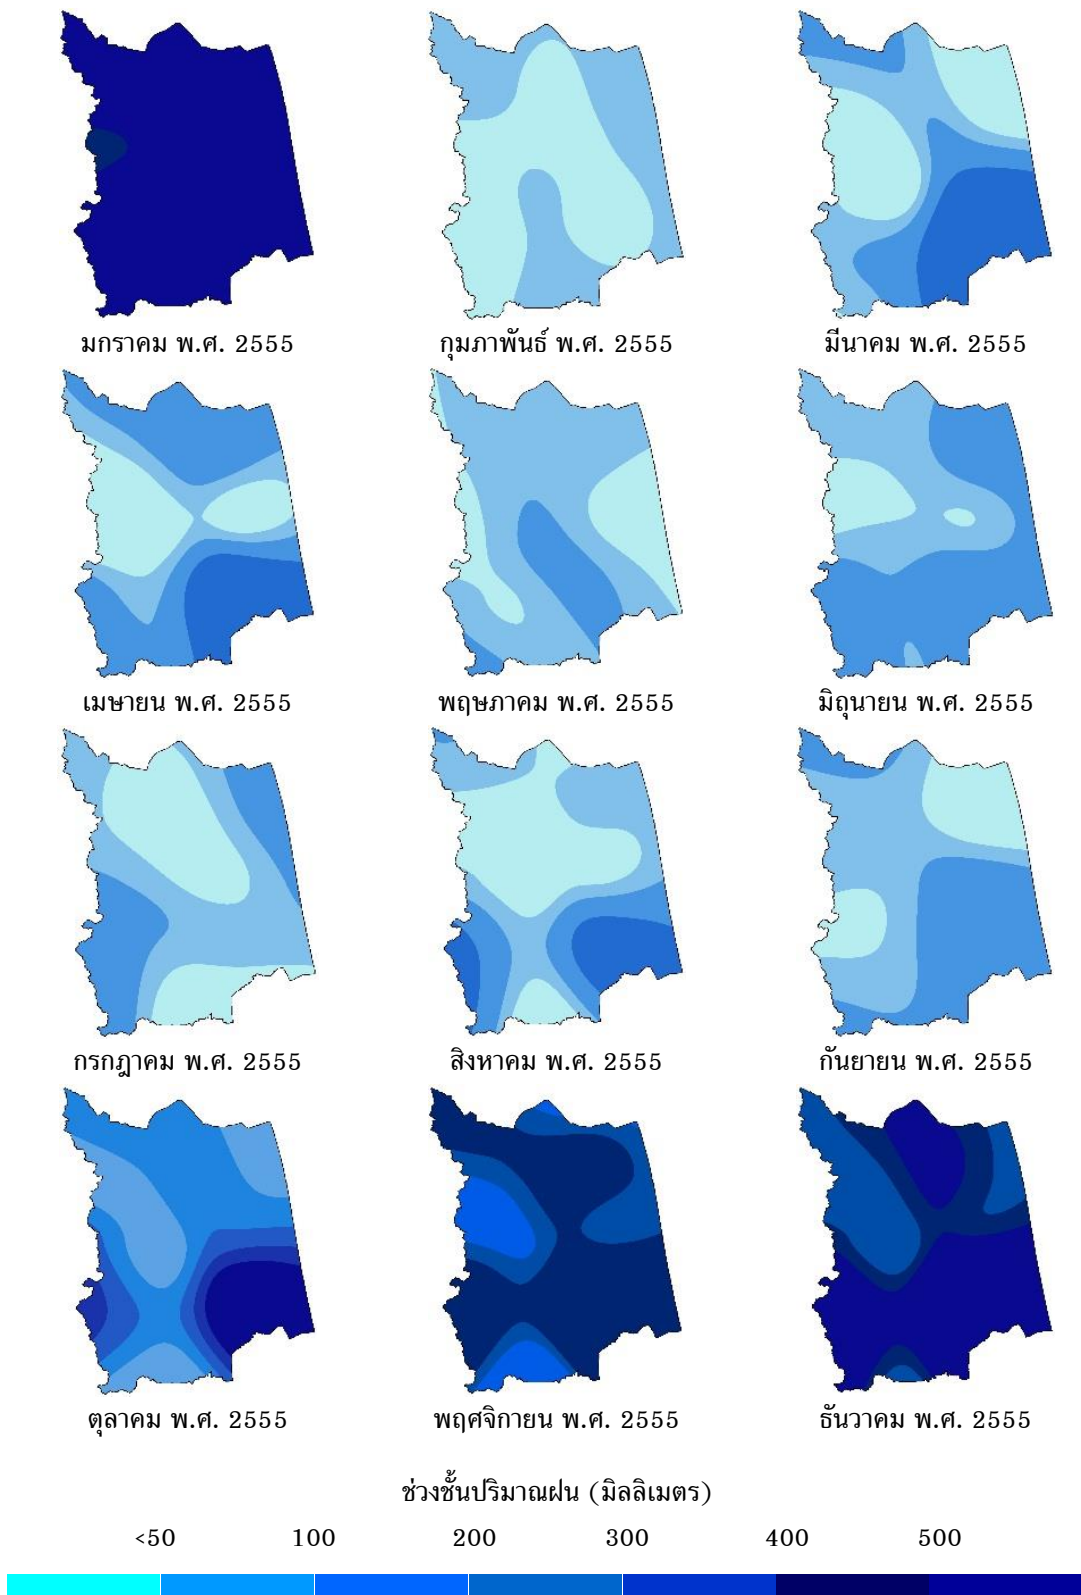 มกราคม พ.ศ. 2555 กุมภาพันธ์ พ.ศ. 2555 มีนาคม พ.ศ. 2555
เมษายน พ.ศ. 2555 พฤษภาคม พ.ศ. 2555 มิถุนายน พ.ศ. 2555
กรกฎาคม พ.ศ. 2555 สิงหาคม พ.ศ. 2555 กันยายน พ.ศ. 2555
ตุลาคม พ.ศ. 2555 พฤศจิกายน พ.ศ. 2555 ธันวาคม พ.ศ. 2555
ช่วงชั้นปริมาณฝน (มิลลิเมตร)
<50 100 200 300 400 500